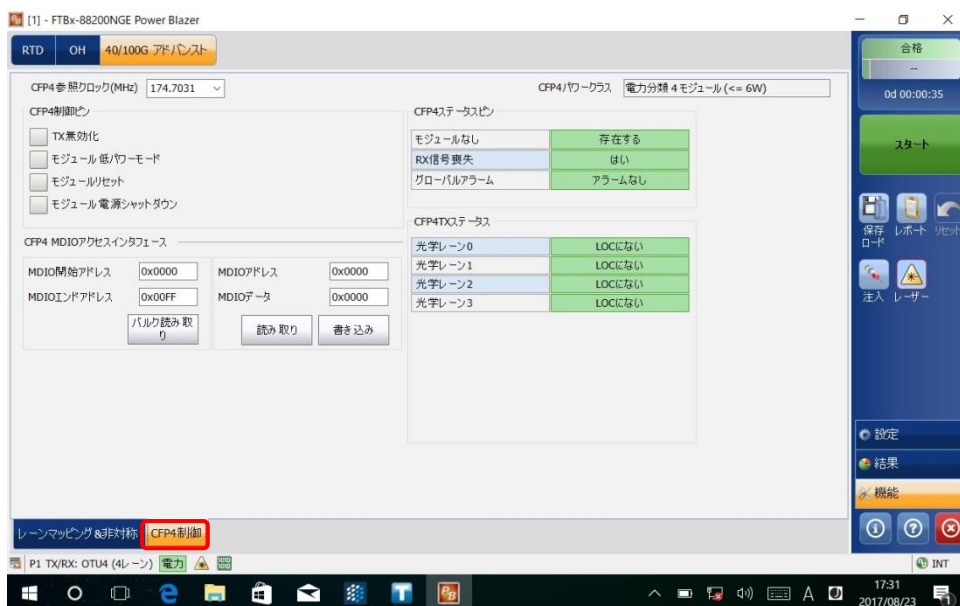 [1] - FTBx-88200NGE Power Blazer
RTD OH 40/100G アドバンスト
CFP4参照クロック(MHz) 174.7031
CFP4パワークラス 電力分類 4 モジュール (<= 6W)
CFP4制御ピン
TX無効化
モジュール 低パワーモード
モジュールリセット
モジュール 電源シャットダウン
CFP4ステータスピン
モジュールなし 存在する
RX信号喪失 はい
グローバルアラーム アラームなし
CFP4 MDIOアクセスインタフェース
MDIO開始アドレス 0x0000
MDIOエンドアドレス 0x00FF
バルク読み取
り
MDIOアドレス 0x0000
MDIOデータ 0x0000
読み取り 書き込み
CFP4TXステータス
光学レーン0 LOCにない
光学レーン1 LOCにない
光学レーン2 LOCにない
光学レーン3 LOCにない
合格
--
0d 00:00:35
スタート
保存 レポート リセット
ロード
注入 レーザー
設定
結果
機能
レーンマッピング &非対称 CFP4制御
P1 TX/RX: OTU4 (4レーン) 電力
INT
A
17:31
2017/08/23